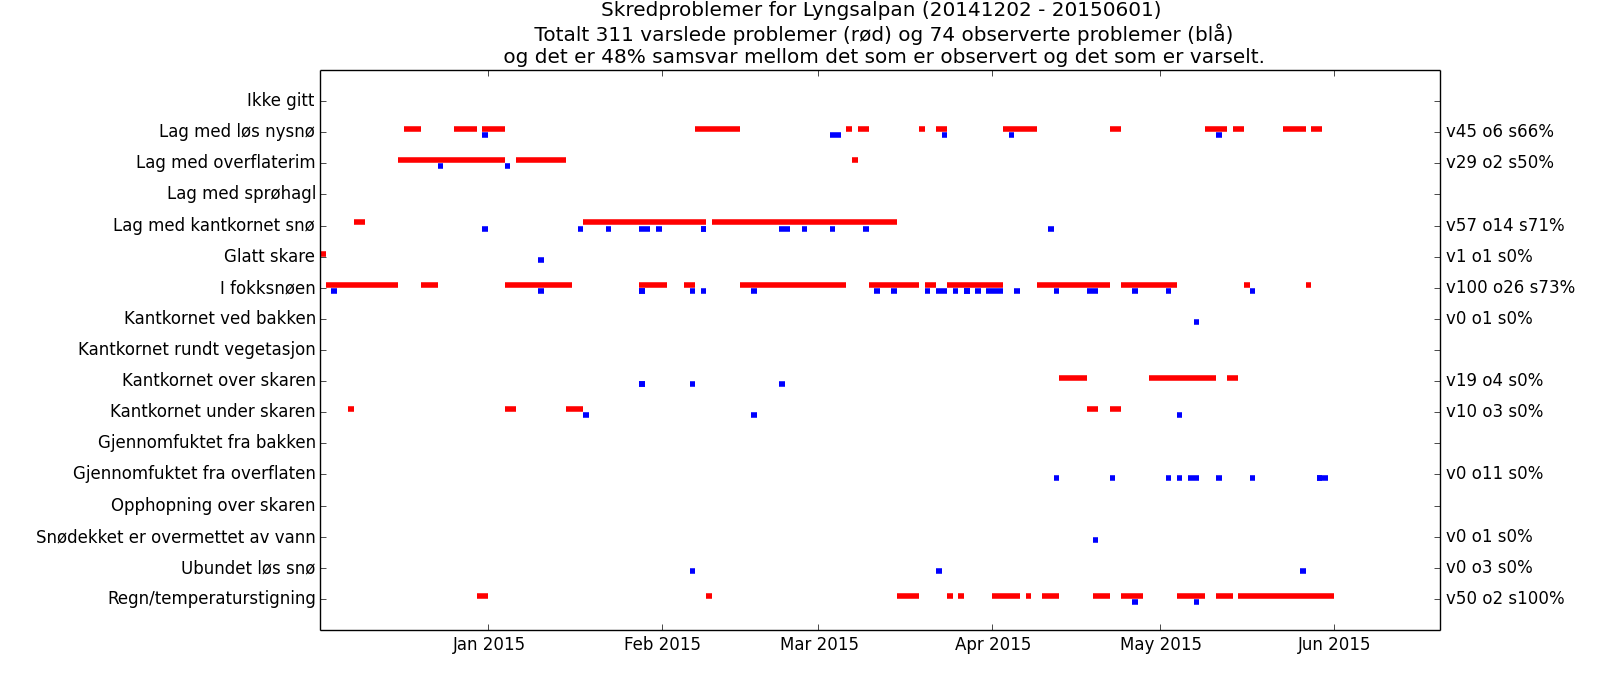 Skredproblemer for Lyngsalpan (20141202 - 20150601)
Totalt 311 varslede problemer (rød) og 74 observerte problemer (blå)
og det er 48% samsvar mellom det som er observert og det som er varselt.
Ikke gitt
Lag med løs nysnø v45 o6 s66%
Lag med overflaterim v29 o2 s50%
Lag med sprøhagl
Lag med kantkornet snø v57 o14 s71%
Glatt skare v1 o1 s0%
I fokksnøen v100 o26 s73%
Kantkornet ved bakken v0 o1 s0%
Kantkornet rundt vegetasjon
Kantkornet over skaren v19 o4 s0%
Kantkornet under skaren v10 o3 s0%
Gjennomfuktet fra bakken
Gjennomfuktet fra overflaten v0 o11 s0%
Opphopning over skaren
Snødekket er overmettet av vann v0 o1 s0%
Ubundet løs snø v0 o3 s0%
Regn/temperaturstigning v50 o2 s100%
Jan 2015 Feb 2015 Mar 2015 Apr 2015 May 2015 Jun 2015